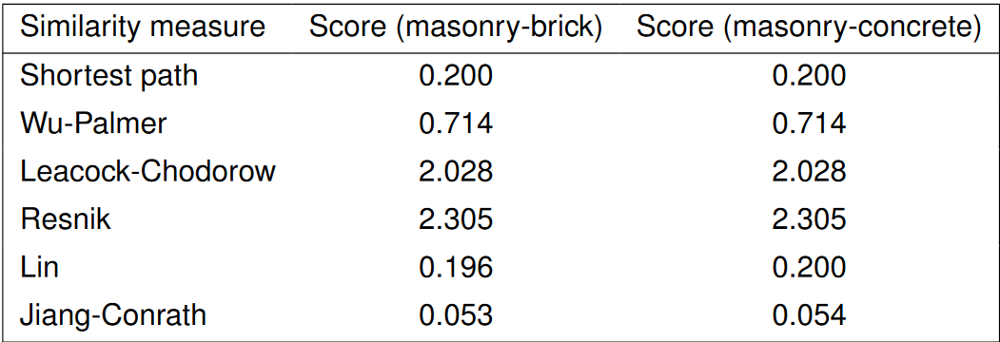 Similarity measure Score (masonry-brick) Score (masonry-concrete)
Shortest path 0.200 0.200
Wu-Palmer 0.714 0.714
Leacock-Chodorow 2.028 2.028
Resnik 2.305 2.305
Lin 0.196 0.200
Jiang-Conrath 0.053 0.054